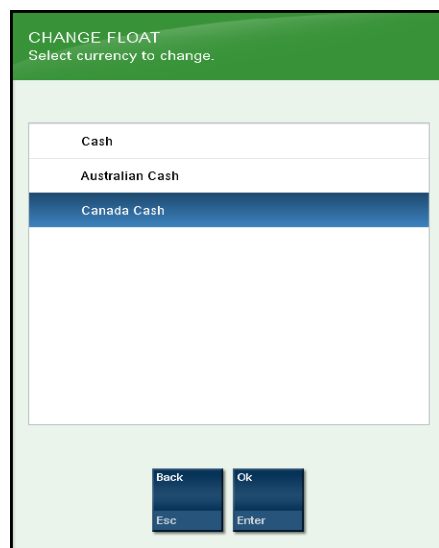 CHANGE FLOAT
Select currency to change.
Cash
Australian Cash
Canada Cash
Back
Ok
Esc
Enter